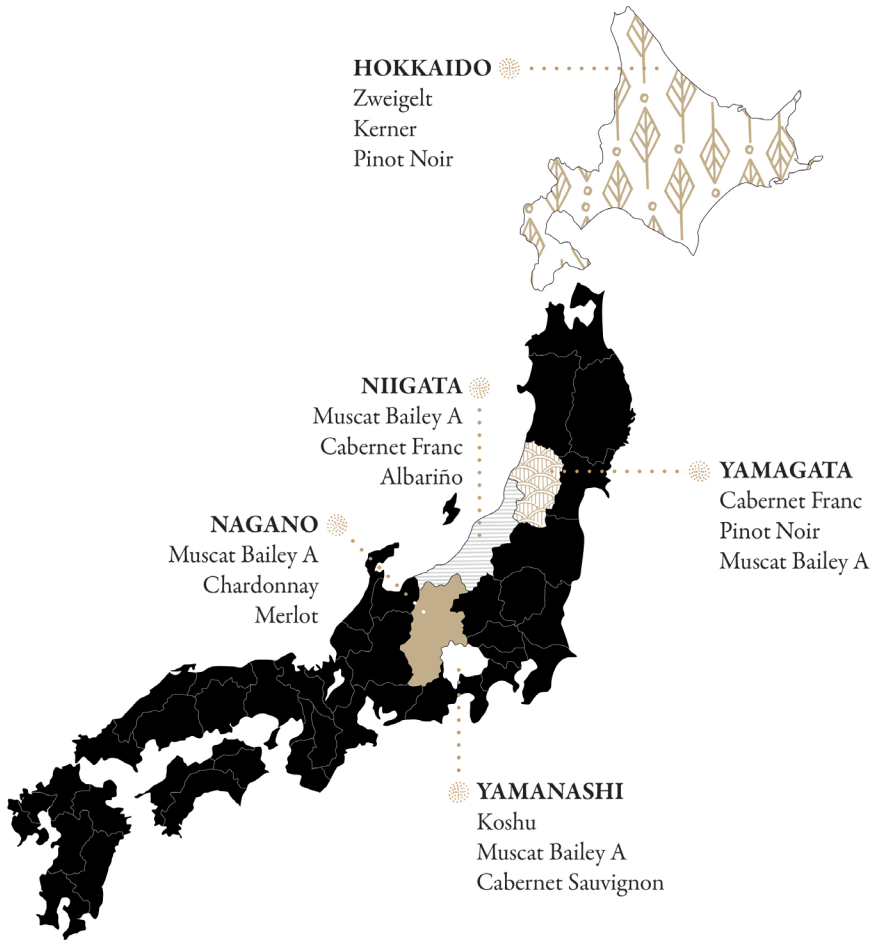 HOKKAIDO
Zweigelt
Kerner
Pinot Noir
NIIGATA
Muscat Bailey A
Cabernet Franc
Albariño
YAMAGATA
Cabernet Franc
Pinot Noir
Muscat Bailey A
NAGANO
Muscat Bailey A
Chardonnay
Merlot
YAMANASHI
Koshu
Muscat Bailey A
Cabernet Sauvignon